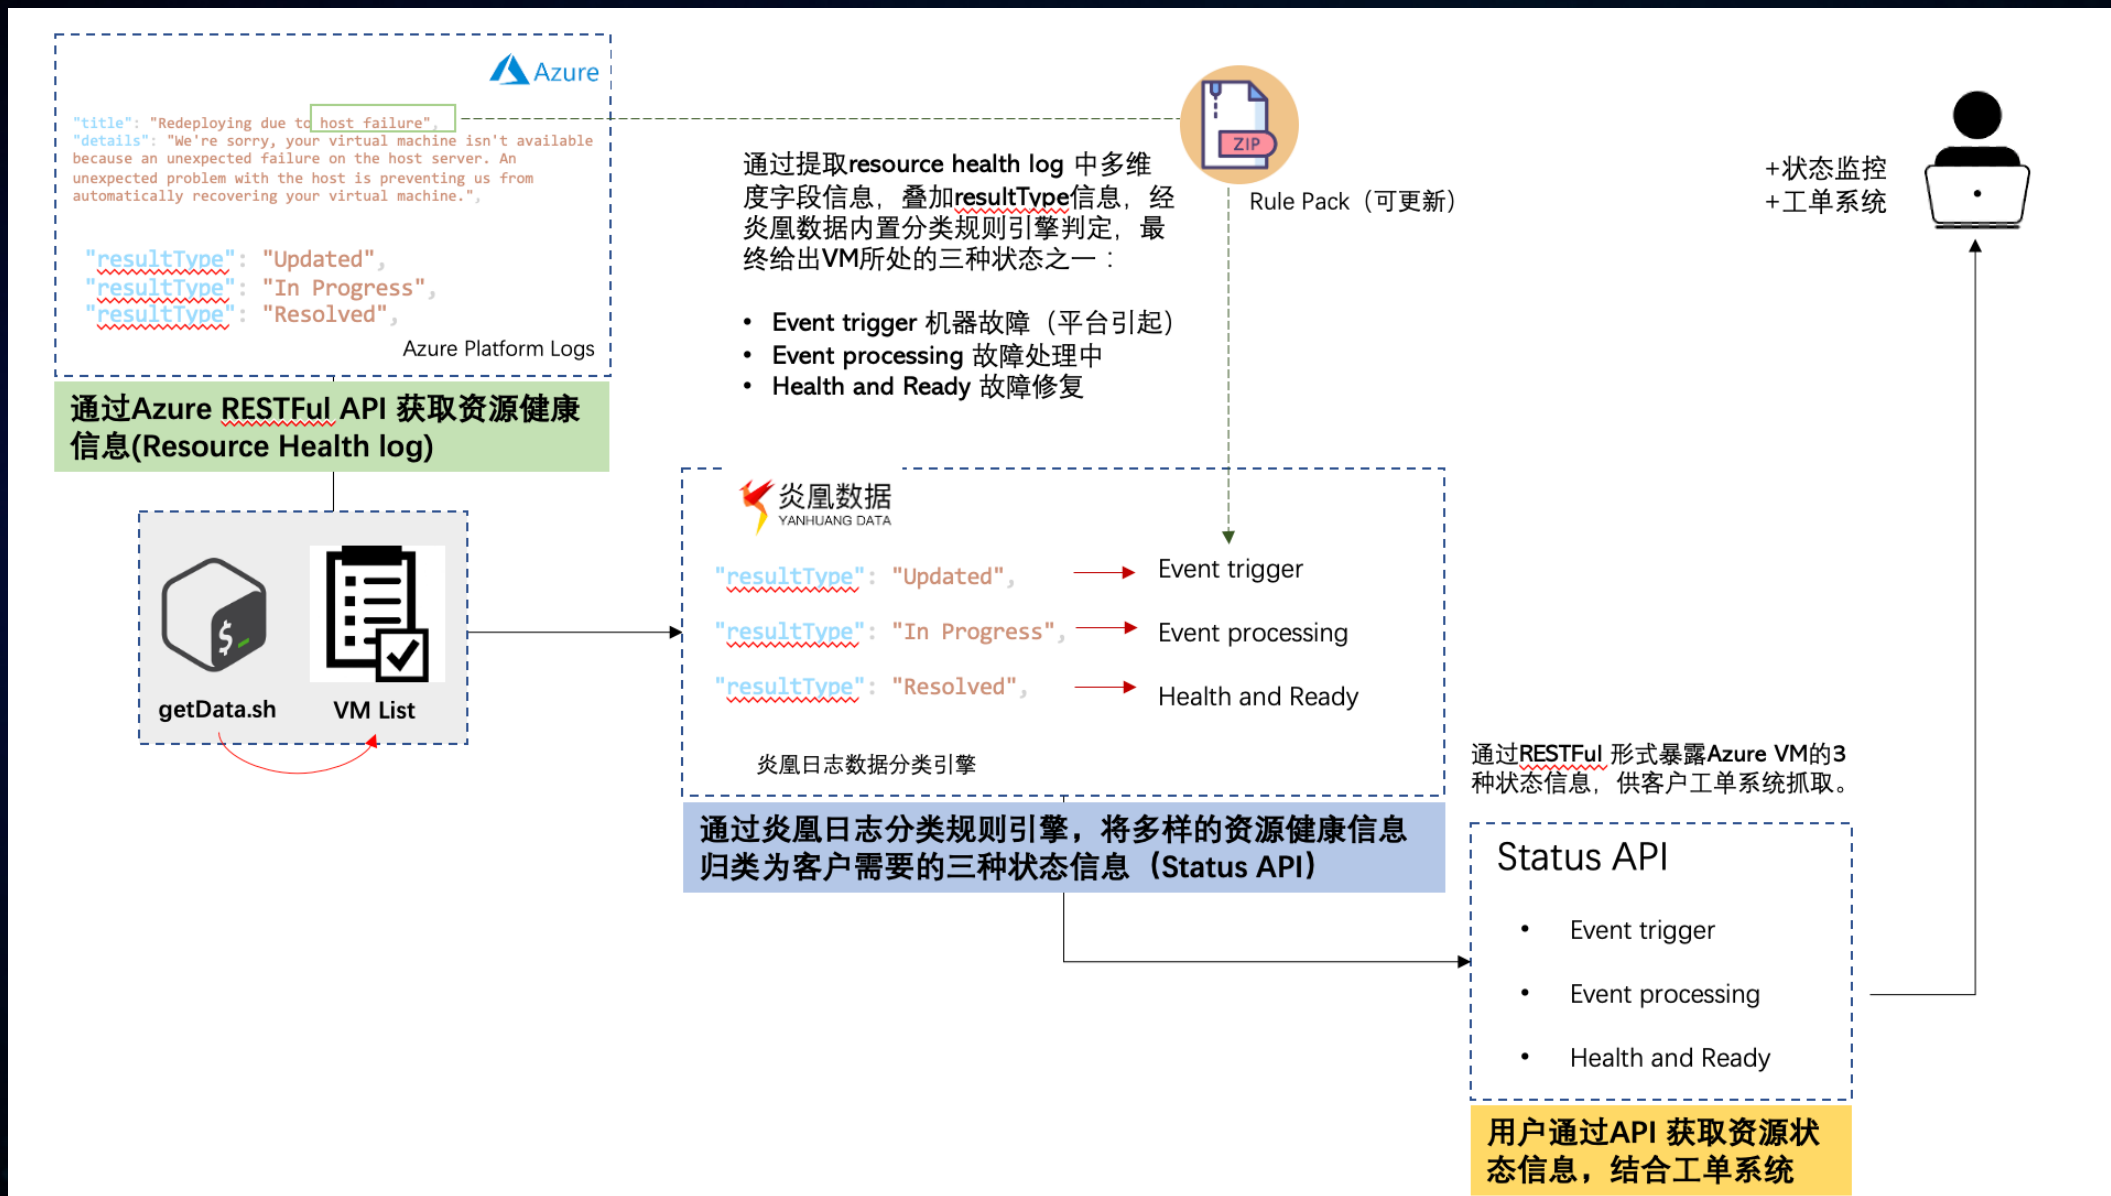 Azure
"title": "Redeploying due to host failure",
"details": "We're sorry, your virtual machine isn't available
because an unexpected failure on the host server. An
unexpected problem with the host is preventing us from
automatically recovering your virtual machine.",
"resultType": "Updated",
"resultType": "In Progress",
"resultType": "Resolved",
Azure Platform Logs
通过Azure RESTFul API 获取资源健康
信息(Resource Health log)
getData.sh
VM List
ZIP
Rule Pack（可更新）
通过提取resource health log 中多维
度字段信息，叠加resultType信息，经
炎凰数据内置分类规则引擎判定，最
终给出VM所处的三种状态之一：
• Event trigger 机器故障（平台引起）
• Event processing 故障处理中
• Health and Ready 故障修复
炎凰数据
YANHUANG DATA
"resultType": "Updated",
Event trigger
"resultType": "In Progress",
Event processing
"resultType": "Resolved",
Health and Ready
炎凰日志数据分类引擎
通过炎凰日志分类规则引擎，将多样的资源健康信息
归类为客户需要的三种状态信息（Status API）
+状态监控
+工单系统
通过RESTFul 形式暴露Azure VM的3
种状态信息，供客户工单系统抓取。
Status API
• Event trigger
• Event processing
• Health and Ready
用户通过API 获取资源状
态信息，结合工单系统